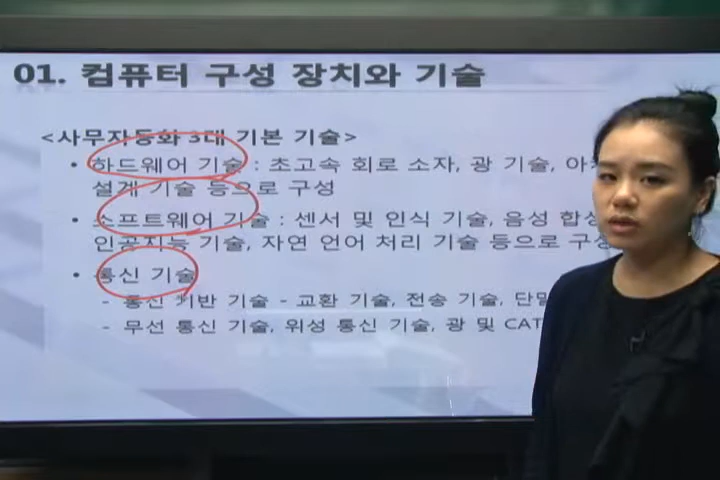 01. 컴퓨터 구성 장치와 기술
<사무자동화 3대 기본 기술>
• 하드웨어 기술 : 초고속 회로 소자, 광 기술,
설계 기술 등으로 구성
• 소프트웨어 기술 : 센서 및 인식 기술, 음성 합성
인공지능 기술, 자연 언어 처리 기술 등으로 구성
• 통신 기술
- 통신 기반 기술 - 교환 기술, 전송 기술,
- 무선 통신 기술, 위성 통신 기술, 광 및 CAT